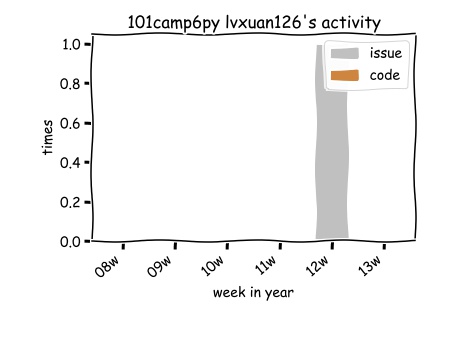 101camp6py lvxuan126's activity
issue
code
times
1.0
0.8
0.6
0.4
0.2
0.0
08w
09w
10w
11w
12w
13w
week in year